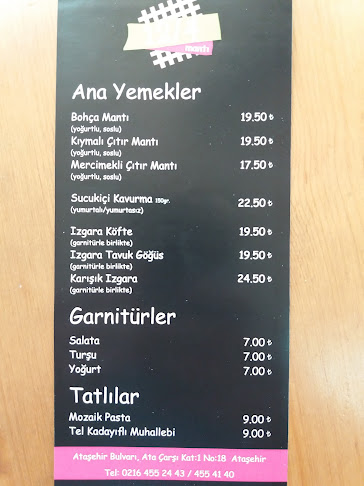 mantı
Ana Yemekler
Bohça Mantı 19.50 ₺
(yoğurtlu, soslu)
Kıymalı Çıtır Mantı 19.50 ₺
(yoğurtlu, soslu)
Mercimekli Çıtır Mantı 17.50 ₺
(yoğurtlu, soslu)
Sucukiçi Kavurma 150gr. 22.50 ₺
(yumurtalı/yumurtasız)
Izgara Köfte 19.50 ₺
(garnitürle birlikte)
Izgara Tavuk Göğüs 19.50 ₺
(garnitürle birlikte)
Karışık Izgara 24.50 ₺
(garnitürle birlikte)
Garnitürler
Salata 7.00 ₺
Turşu 7.00 ₺
Yoğurt 7.00 ₺
Tatlılar
Mozaik Pasta 9.00 ₺
Tel Kadayıflı Muhallebi 9.00 ₺
Ataşehir Bulvarı, Ata Çarşı Kat:1 No:18 Ataşehir
Tel: 0216 455 24 43 / 455 41 40